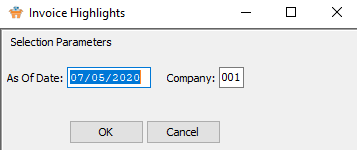 Invoice Highlights
Selection Parameters
As Of Date: 07/05/2020 Company: 001
OK Cancel